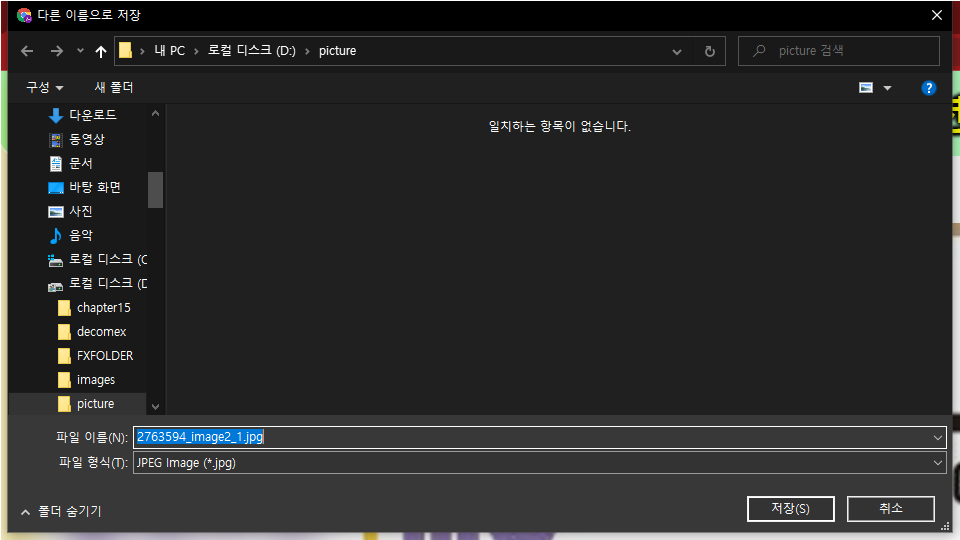 다른 이름으로 저장
내 PC > 로컬 디스크 (D:) > picture
picture 검색
구성
새 폴더
다운로드
동영상
문서
바탕 화면
사진
음악
로컬 디스크 (C
로컬 디스크 (D
chapter15
decomex
FXFOLDER
images
picture
일치하는 항목이 없습니다.
파일 이름(N): 2763594_image2_1.jpg
파일 형식(T): JPEG Image (*.jpg)
폴더 숨기기
저장(S)
취소